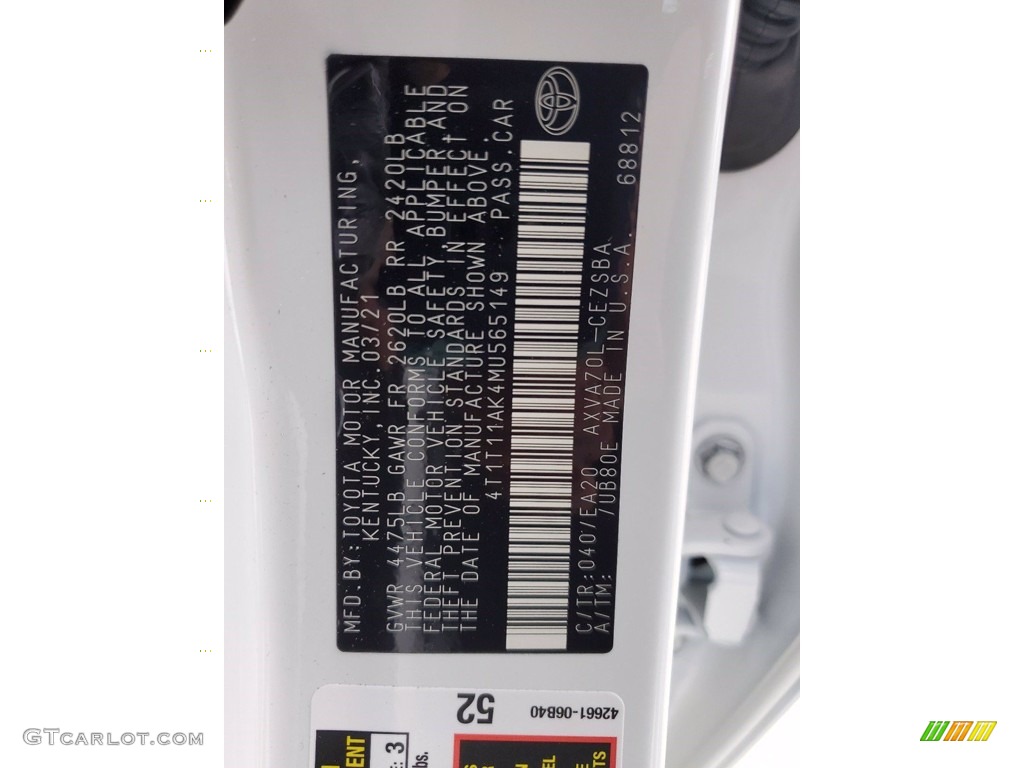 MFD.BY:TOYOTA MOTOR MANUFACTURING,
KENTUCKY,INC. 03/21
GVWR 4475LB GAWR FR 2620LB RR 2420LB
THIS VEHICLE CONFORMS TO ALL APPLICABLE
FEDERAL MOTOR VEHICLE SAFETY,BUMPER AND
THEFT PREVENTION STANDARDS IN EFFECT ON
THE DATE OF MANUFACTURE SHOWN ABOVE.
4T1T11AK4MU565149 PASS.CAR
C/TR:040 /EA20 AXVA70L-CEZSBA
A/TM: /UB80E MADE IN U.S.A. 68812
52
42661-06B40
3
GTCARLOT.COM